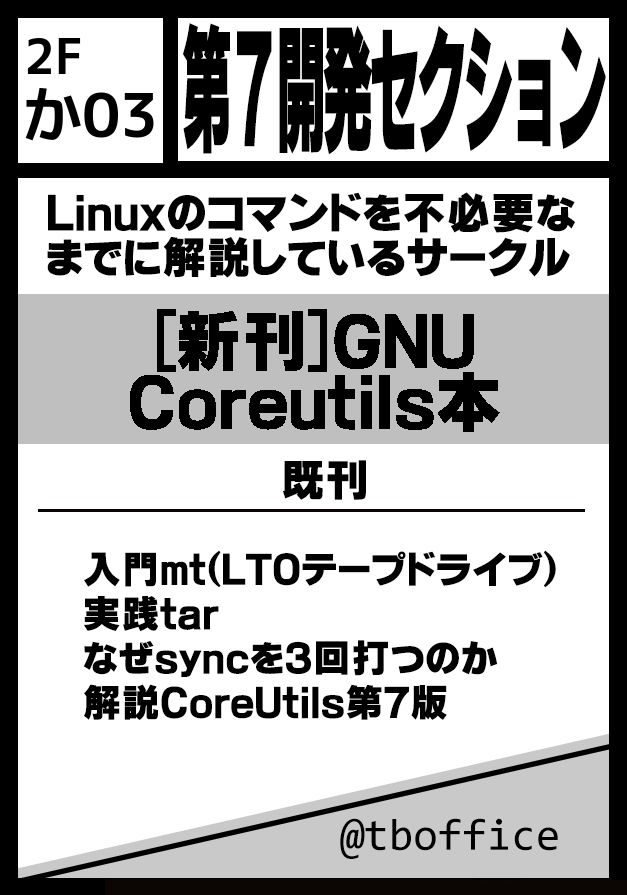 2F
か03
第7開発セクション
Linuxのコマンドを不必要な
までに解説しているサークル
[新刊]GNU
Coreutils本
既刊
入門mt(LTOテープドライブ)
実践tar
なぜsyncを3回打つのか
解説CoreUtils第7版
@tboffice